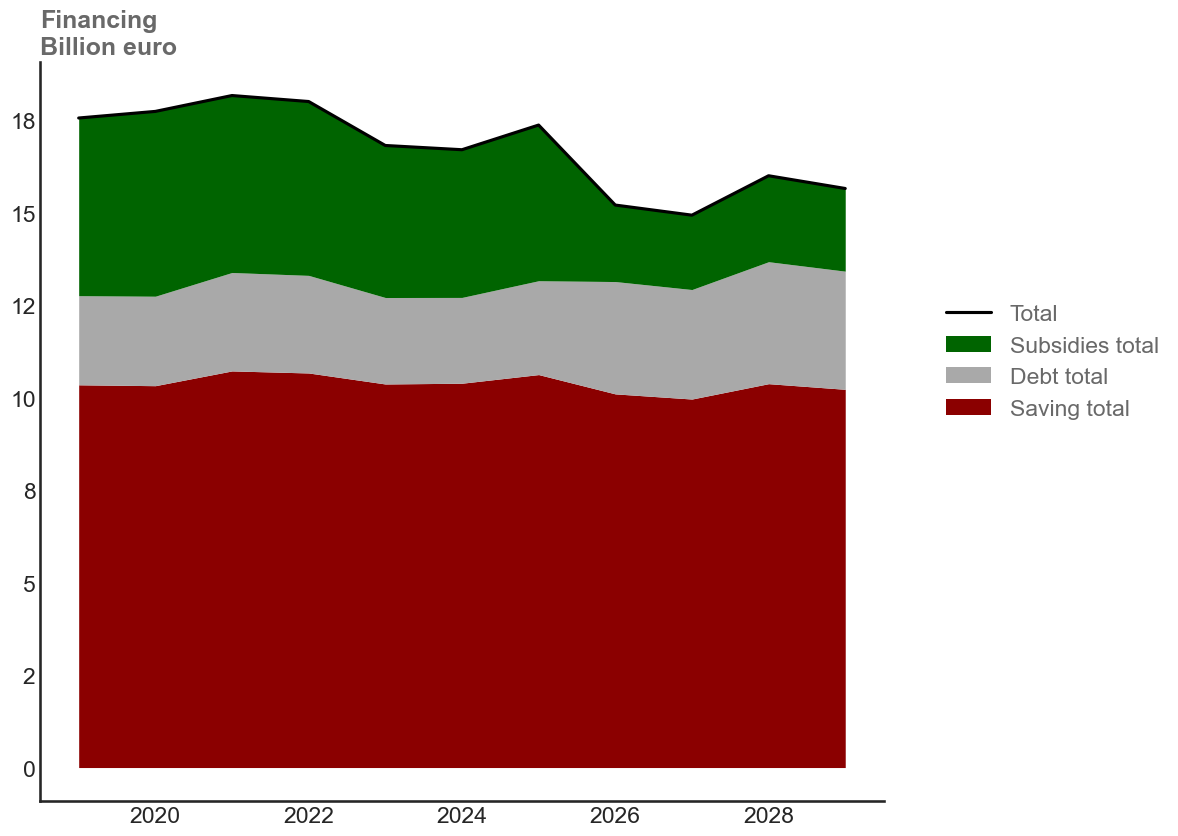 Financing
Billion euro
18
15
12
10
8
5
2
0
2020 2022 2024 2026 2028
Total
Subsidies total
Debt total
Saving total